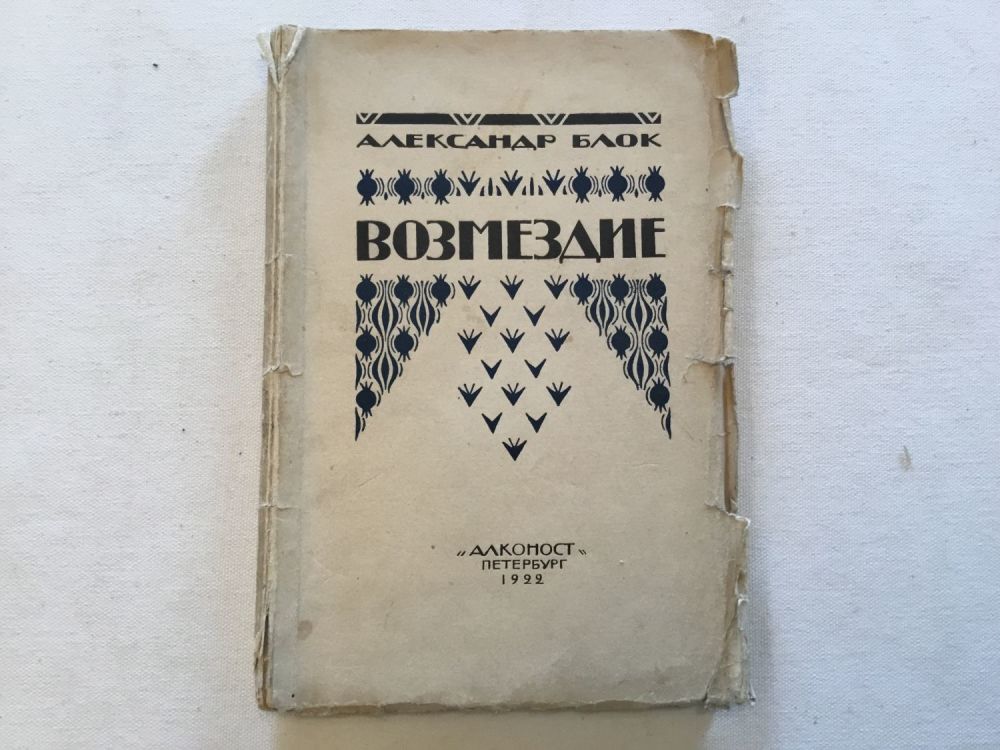 АЛЕКСАНДР БЛОК
ВОЗМЕЗДИЕ
„АЛКОНОСТ“
ПЕТЕРБУРГ
1922